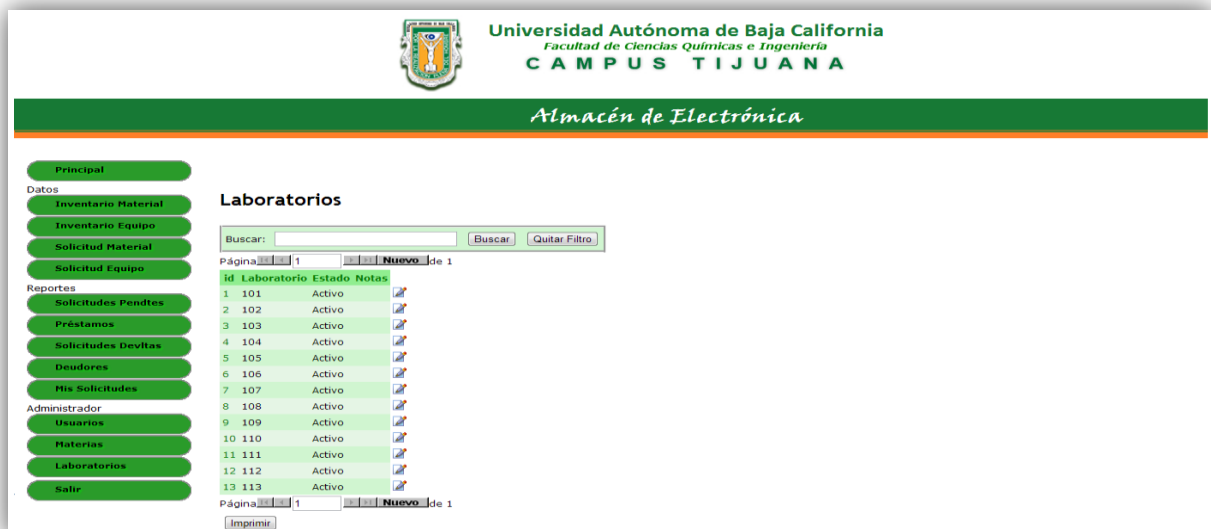 Universidad Autónoma de Baja California
Facultad de Ciencias Químicas e Ingeniería
CAMPUS TIJUANA
Almacén de Electrónica
Principal
Datos
Inventario Material
Inventario Equipo
Solicitud Material
Solicitud Equipo
Reportes
Solicitudes Pendtes
Préstamos
Solicitudes Devltas
Deudores
Mis Solicitudes
Administrador
Usuarios
Materias
Laboratorios
Salir
Laboratorios
Buscar: Buscar Quitar Filtro
Página 1 Nuevo de 1
id Laboratorio Estado Notas
1 101 Activo
2 102 Activo
3 103 Activo
4 104 Activo
5 105 Activo
6 106 Activo
7 107 Activo
8 108 Activo
9 109 Activo
10 110 Activo
11 111 Activo
12 112 Activo
13 113 Activo
Página 1 Nuevo de 1
Imprimir